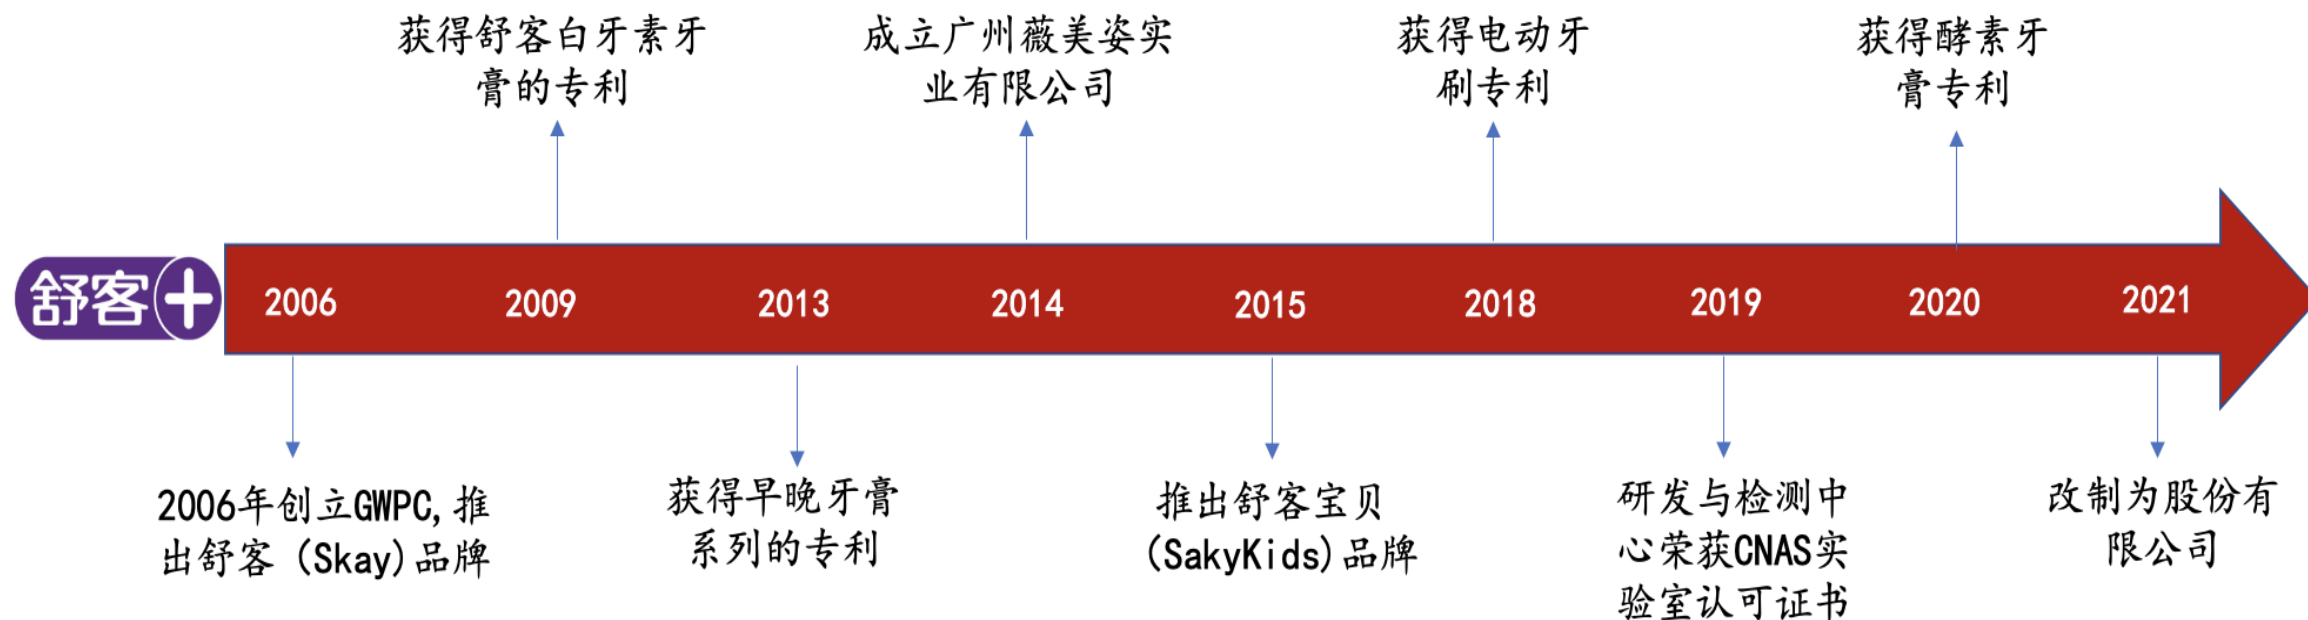 获得舒客白牙素牙
膏的专利
成立广州薇美姿实
业有限公司
获得电动牙
刷专利
获得酵素牙
膏专利
舒客+
2006
2009
2013
2014
2015
2018
2019
2020
2021
2006年创立GWPC,推
出舒客（Skay)品牌
获得早晚牙膏
系列的专利
推出舒客宝贝
(SakyKids)品牌
研发与检测中
心荣获CNAS实
验室认可证书
改制为股份有
限公司